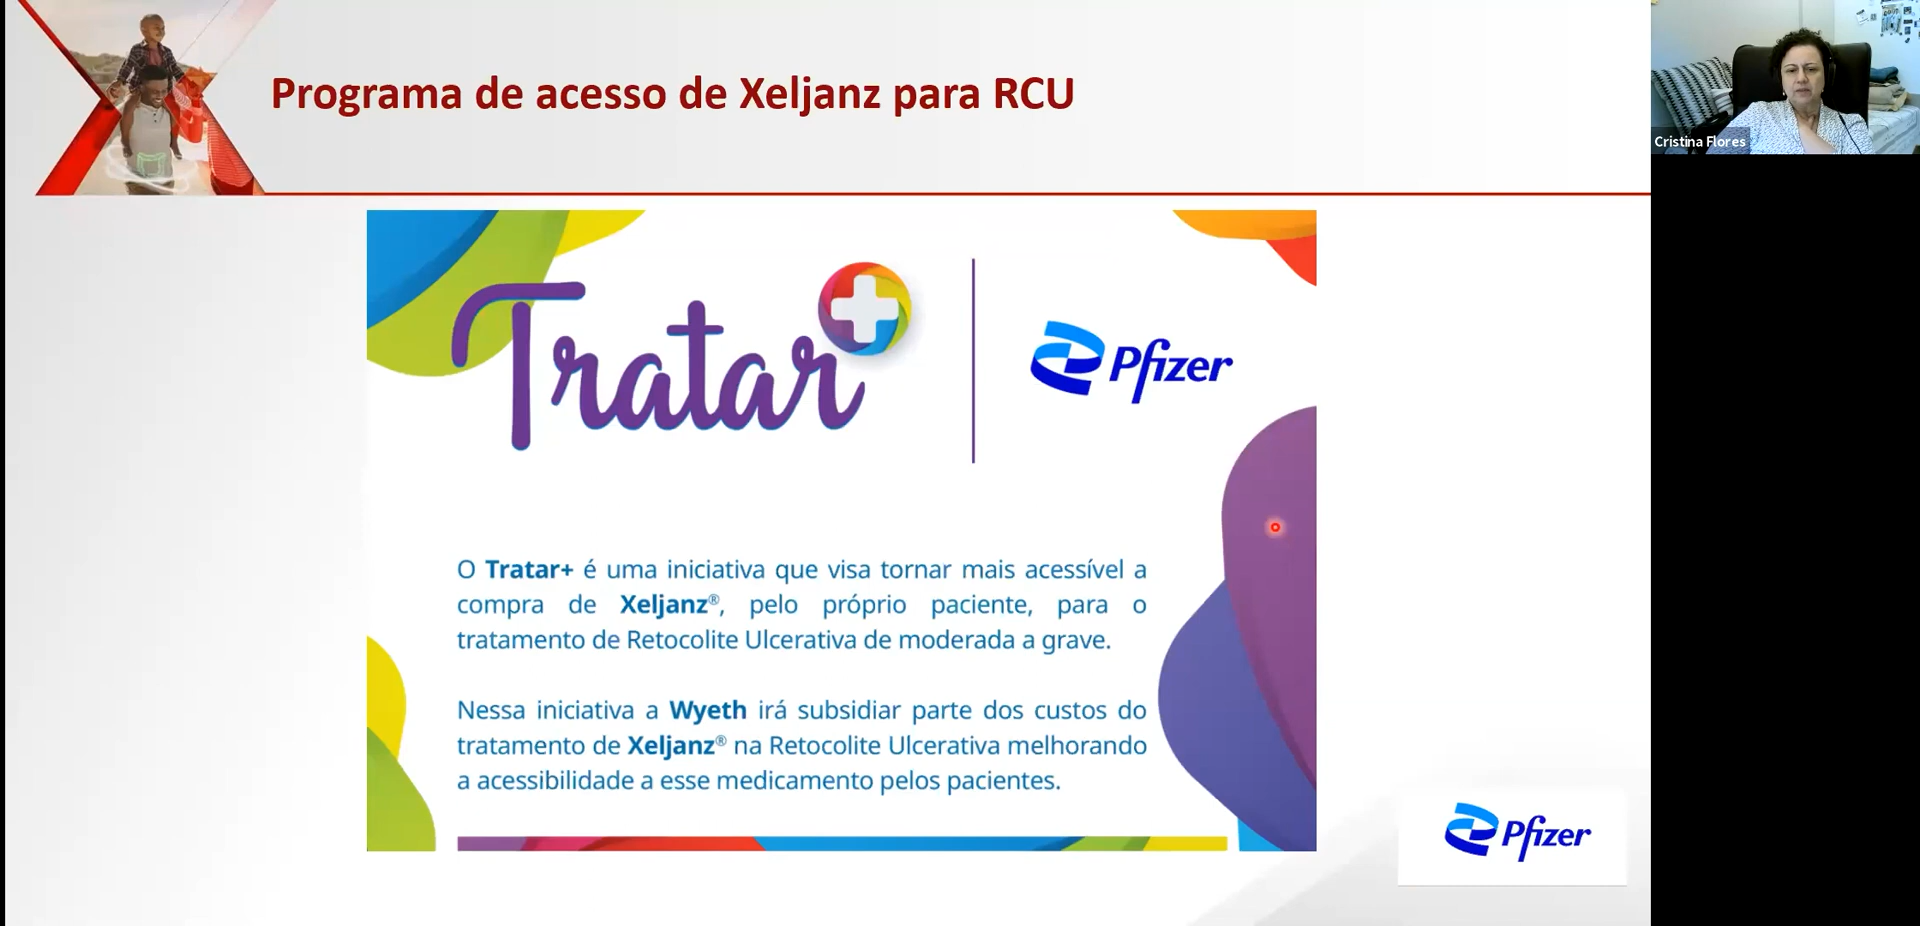 Programa de acesso de Xeljanz para RCU
Cristina Flores
Tratar+
Pfizer
O Tratar+ é uma iniciativa que visa tornar mais acessível a
compra de Xeljanz®, pelo próprio paciente, para o
tratamento de Retocolite Ulcerativa de moderada a grave.
Nessa iniciativa a Wyeth irá subsidiar parte dos custos do
tratamento de Xeljanz® na Retocolite Ulcerativa melhorando
a acessibilidade a esse medicamento pelos pacientes.
Pfizer